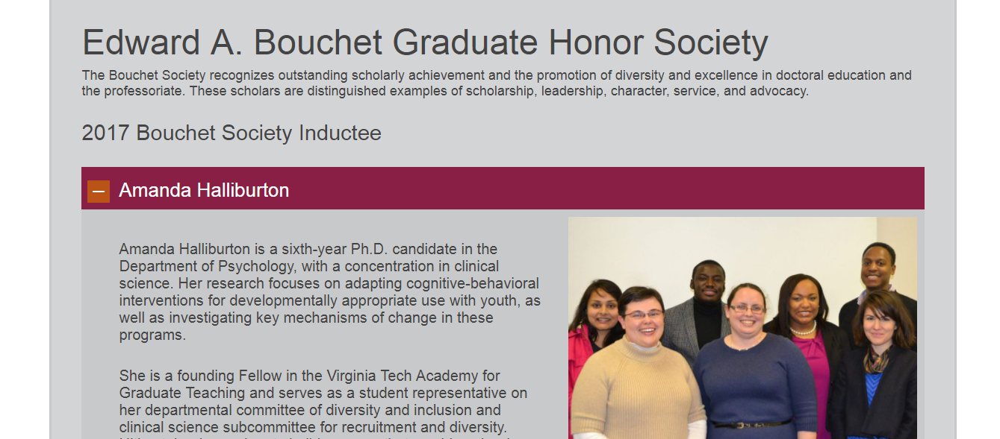 Edward A. Bouchet Graduate Honor Society
The Bouchet Society recognizes outstanding scholarly achievement and the promotion of diversity and excellence in doctoral education and
the professoriate. These scholars are distinguished examples of scholarship, leadership, character, service, and advocacy.
2017 Bouchet Society Inductee
Amanda Halliburton
Amanda Halliburton is a sixth-year Ph.D. candidate in the
Department of Psychology, with a concentration in clinical
science. Her research focuses on adapting cognitive-behavioral
interventions for developmentally appropriate use with youth, as
well as investigating key mechanisms of change in these
programs.
She is a founding Fellow in the Virginia Tech Academy for
Graduate Teaching and serves as a student representative on
her departmental committee of diversity and inclusion and
clinical science subcommittee for recruitment and diversity.